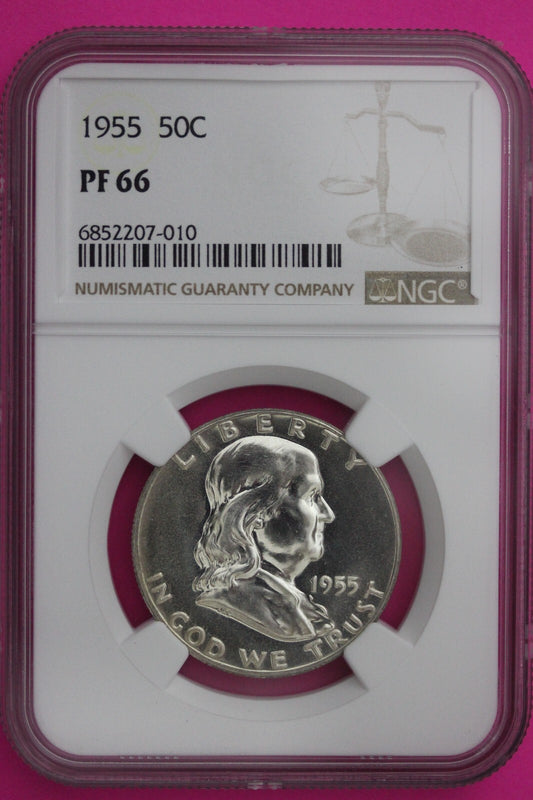 1955 50C
PF 66
6852207-010
NUMISMATIC GUARANTY COMPANY
NGC®
LIBERTY
1955
IN GOD WE TRUST